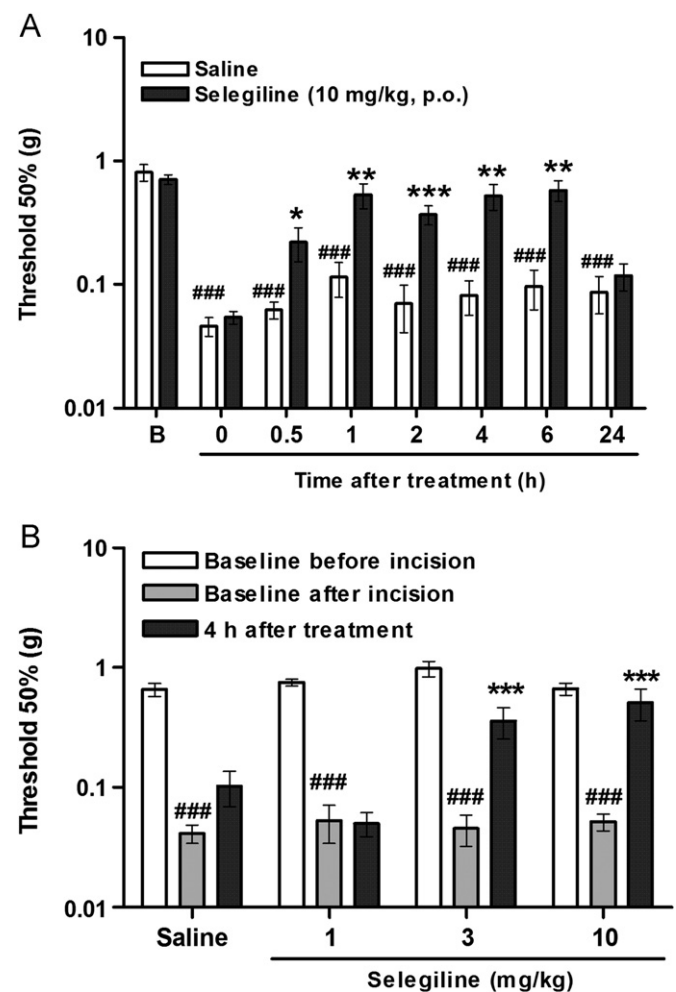 A
10
Saline
Selegiline (10 mg/kg, p.o.)
Threshold 50% (g)
1
**
***
**
**
*
###
###
###
###
###
###
###
0.1
0.01
B 0 0.5 1 2 4 6 24
Time after treatment (h)
B
10
Baseline before incision
Baseline after incision
4 h after treatment
Threshold 50% (g)
1
***
***
###
###
###
###
0.1
0.01
Saline 1 3 10
Selegiline (mg/kg)